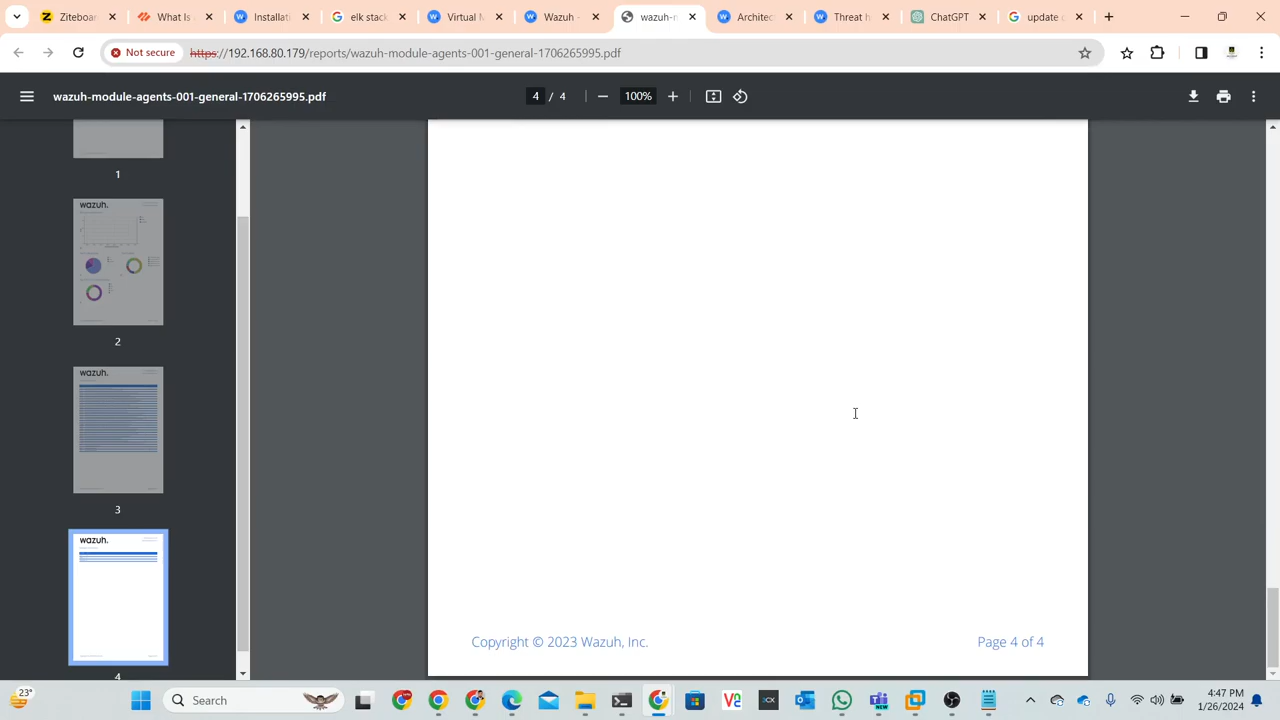 Ziteboar
What Is
Installat
elk stack
Virtual M
Wazuh -
wazuh-m
Architec
Threat h
ChatGPT
update c
Not secure
https://192.168.80.179/reports/wazuh-module-agents-001-general-1706265995.pdf
wazuh-module-agents-001-general-1706265995.pdf
4 / 4
100%
1
wazuh.
2
wazuh.
3
wazuh.
4
Copyright © 2023 Wazuh, Inc.
Page 4 of 4
23°
Search
4:47 PM
1/26/2024